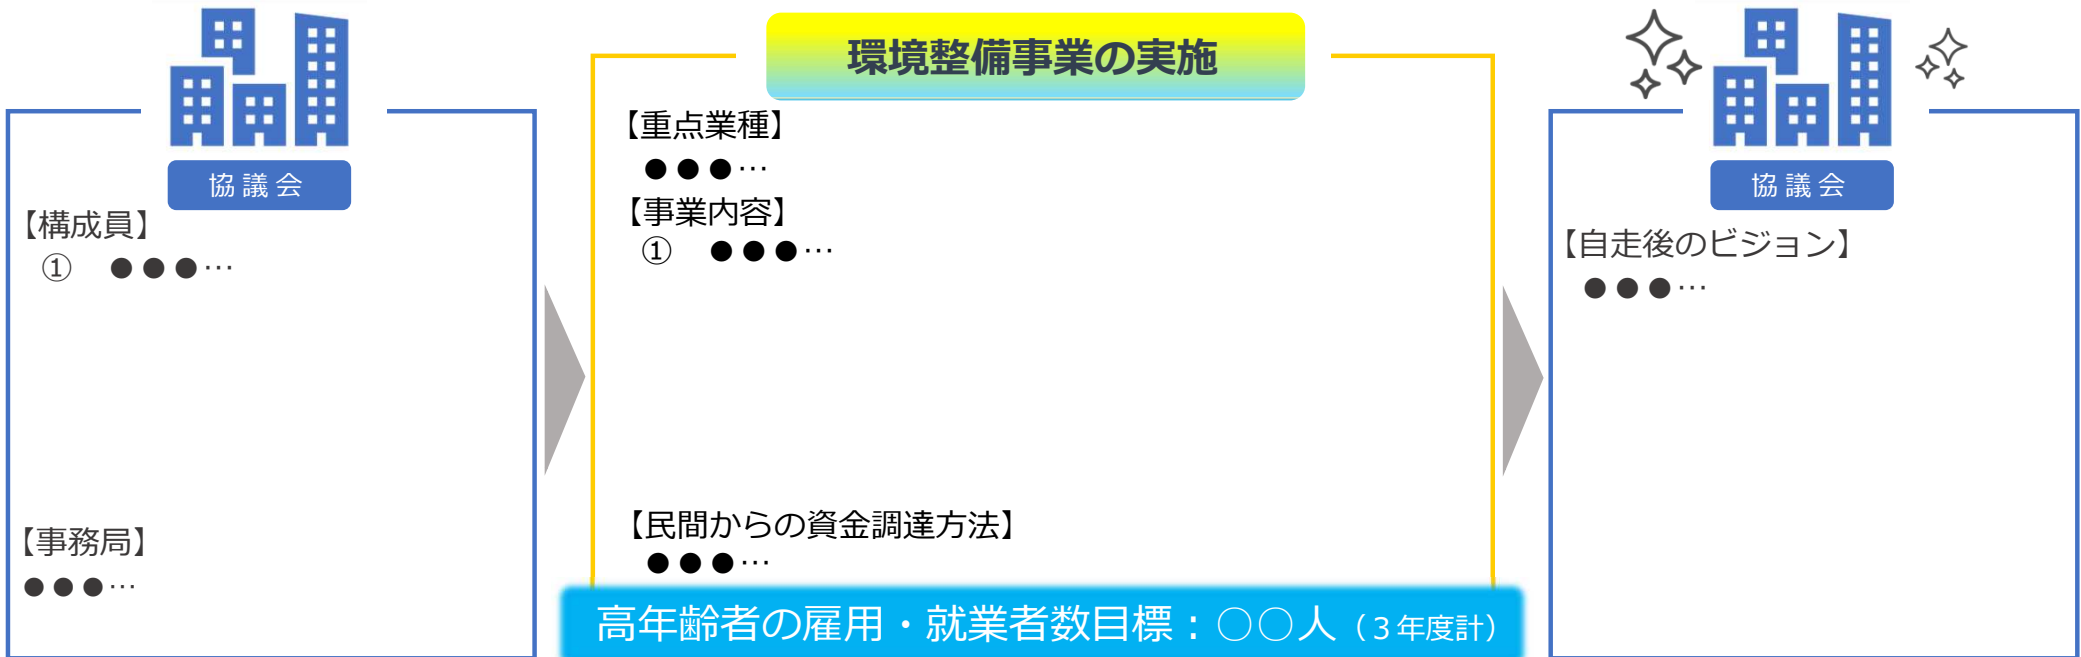 協議会
【構成員】
① ●●●…
【事務局】
●●●…
環境整備事業の実施
【重点業種】
●●●…
【事業内容】
① ●●●…
【民間からの資金調達方法】
●●●…
高年齢者の雇用・就業者数目標：○○人（３年度計）
協議会
【自走後のビジョン】
●●●…